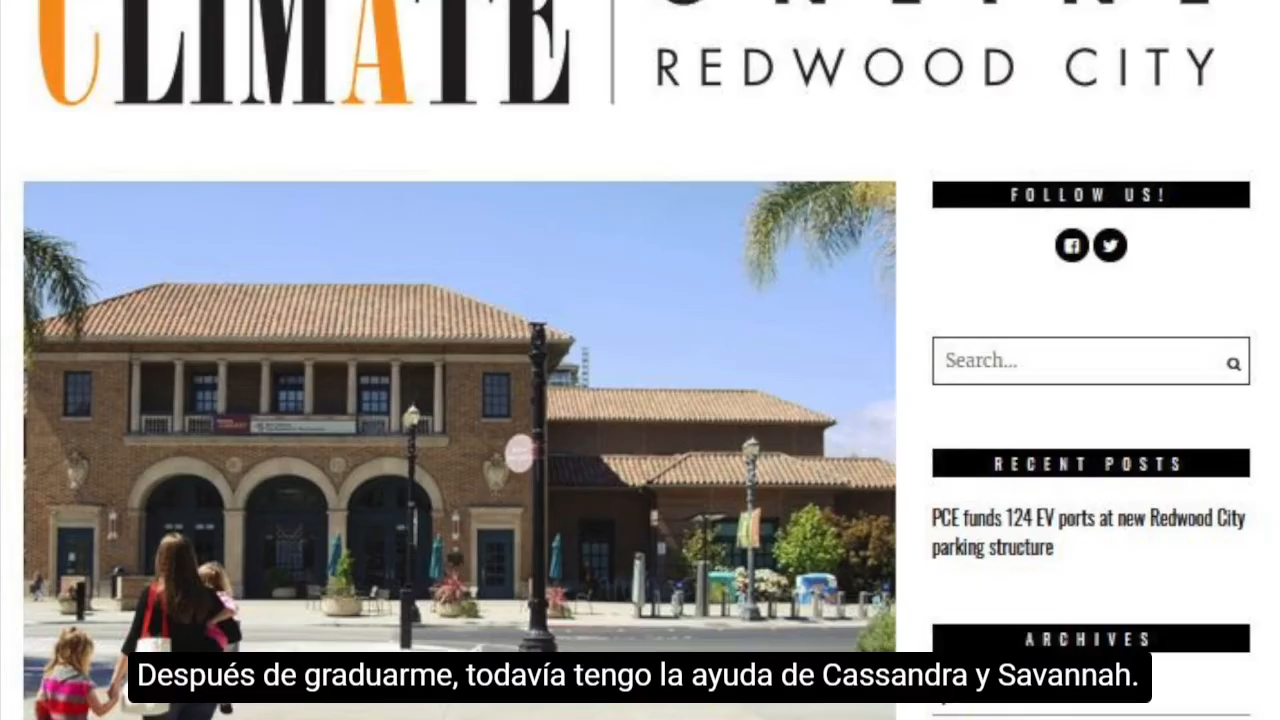 CLIMATE
REDWOOD CITY
FOLLOW US!
Search...
RECENT POSTS
PCE funds 124 EV ports at new Redwood City
parking structure
ARCHIVES
Después de graduarme, todavía tengo la ayuda de Cassandra y Savannah.